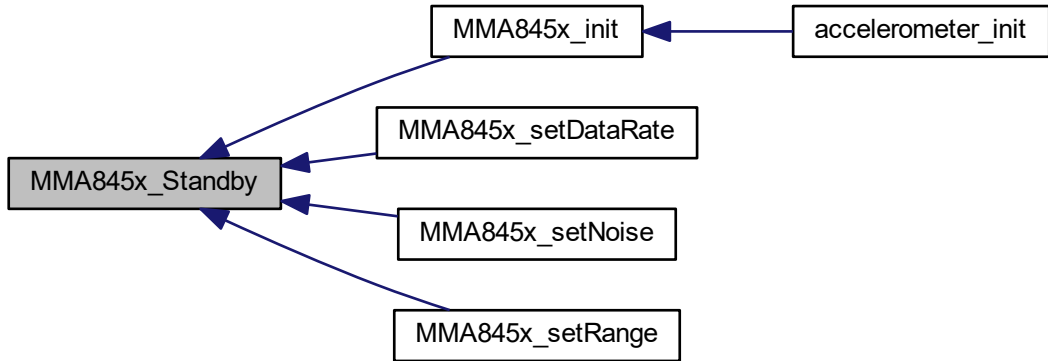 MMA845x_init
accelerometer_init
MMA845x_setDataRate
MMA845x_Standby
MMA845x_setNoise
MMA845x_setRange